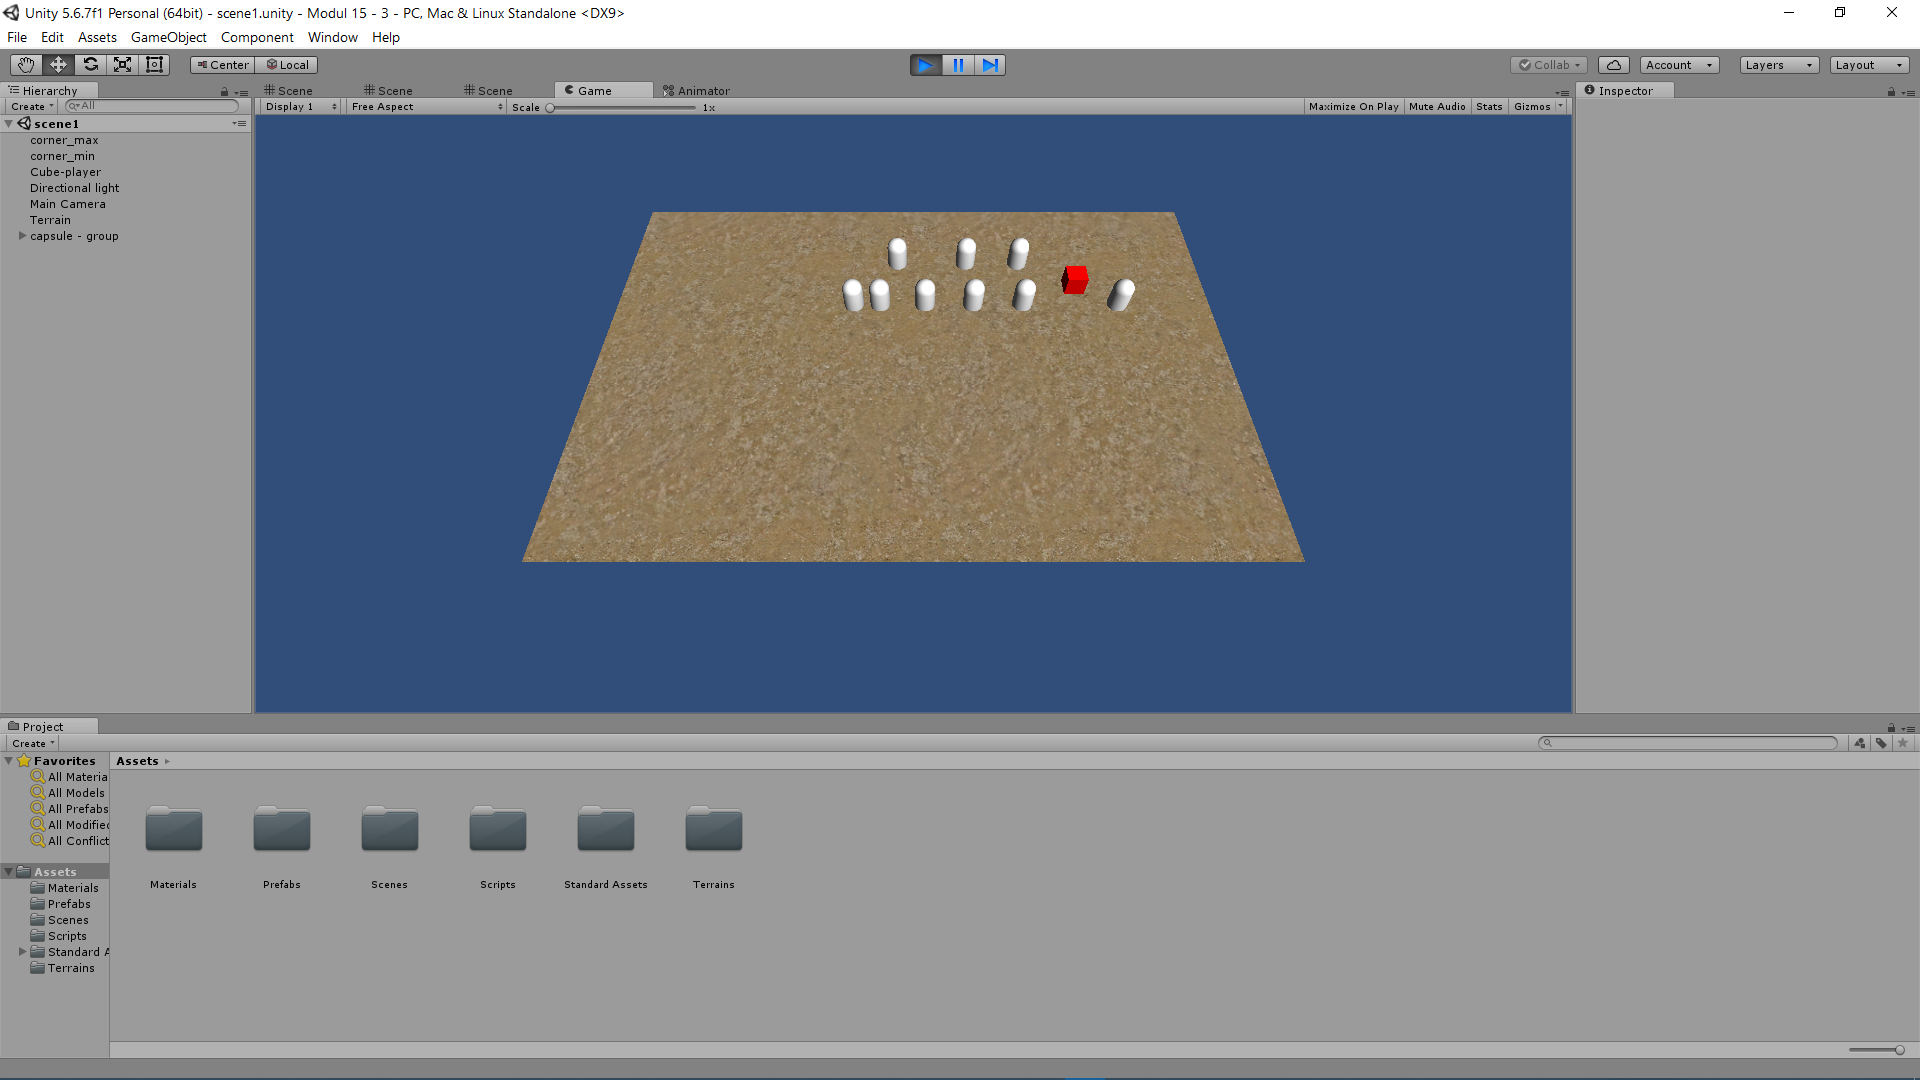 Unity 5.6.7f1 Personal (64bit) - scene1.unity - Modul 15 - 3 - PC, Mac & Linux Standalone <DX9>
File Edit Assets GameObject Component Window Help
Center Local Collab Account Layers Layout
Hierarchy Scene Scene Scene Game Animator Inspector
Create All Display 1 Free Aspect Scale 1x Maximize On Play Mute Audio Stats Gizmos
scene1
corner_max
corner_min
Cube-player
Directional light
Main Camera
Terrain
capsule - group
Project
Create
Favorites Assets
All Materia
All Models
All Prefabs
All Modified
All Conflict
Assets
Materials
Prefabs
Scenes
Scripts
Standard A
Terrains
Materials Prefabs Scenes Scripts Standard Assets Terrains